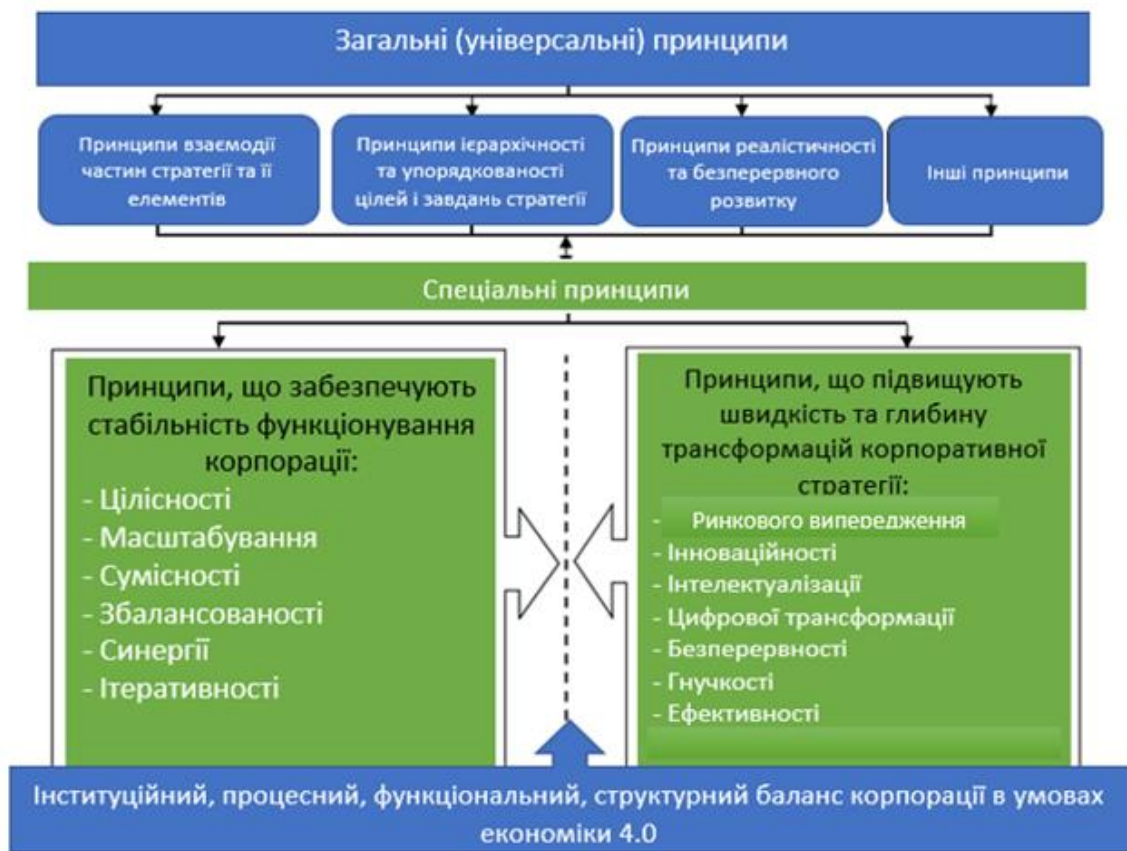 Загальні (універсальні) принципи
Принципи взаємодії
частин стратегії та її
елементів
Принципи ієрархічності
та упорядкованості
цілей і завдань стратегії
Принципи реалістичності
та безперервного
розвитку
Інші принципи
Спеціальні принципи
Принципи, що забезпечують
стабільність функціонування
корпорації:
- Цілісності
- Масштабування
- Сумісності
- Збалансованості
- Синергії
- Ітеративності
Принципи, що підвищують
швидкість та глибину
трансформацій корпоративної
стратегії:
- Ринкового випередження
- Інноваційності
- Інтелектуалізації
- Цифрової трансформації
- Безперервності
- Гнучкості
- Ефективності
Інституційний, процесний, функціональний, структурний баланс корпорації в умовах
економіки 4.0